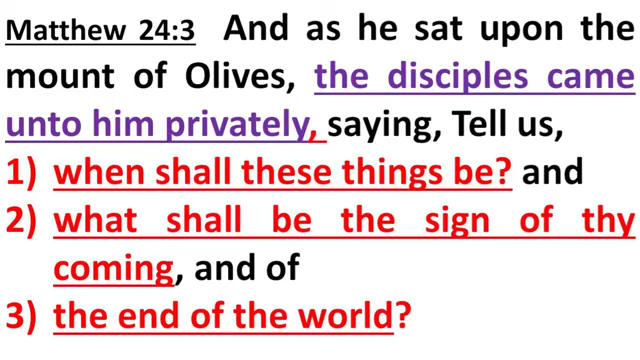 Matthew 24:3 And as he sat upon the
mount of Olives, the disciples came
unto him privately, saying, Tell us,
1) when shall these things be? and
2) what shall be the sign of thy
coming, and of
3) the end of the world?